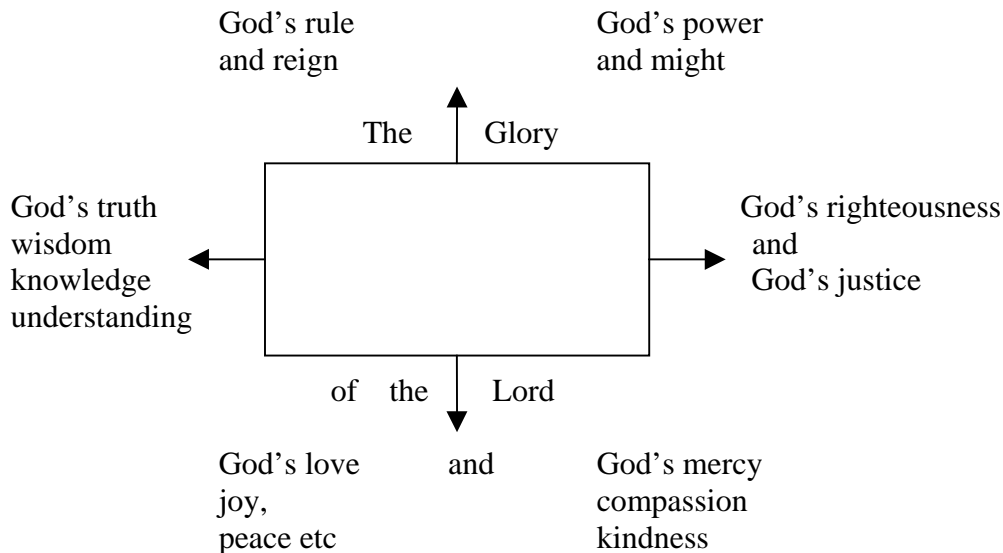 God’s rule
and reign
God’s power
and might
The Glory
God’s truth
wisdom
knowledge
understanding
God’s righteousness
and
God’s justice
of the Lord
God’s love
joy,
peace etc
and
God’s mercy
compassion
kindness